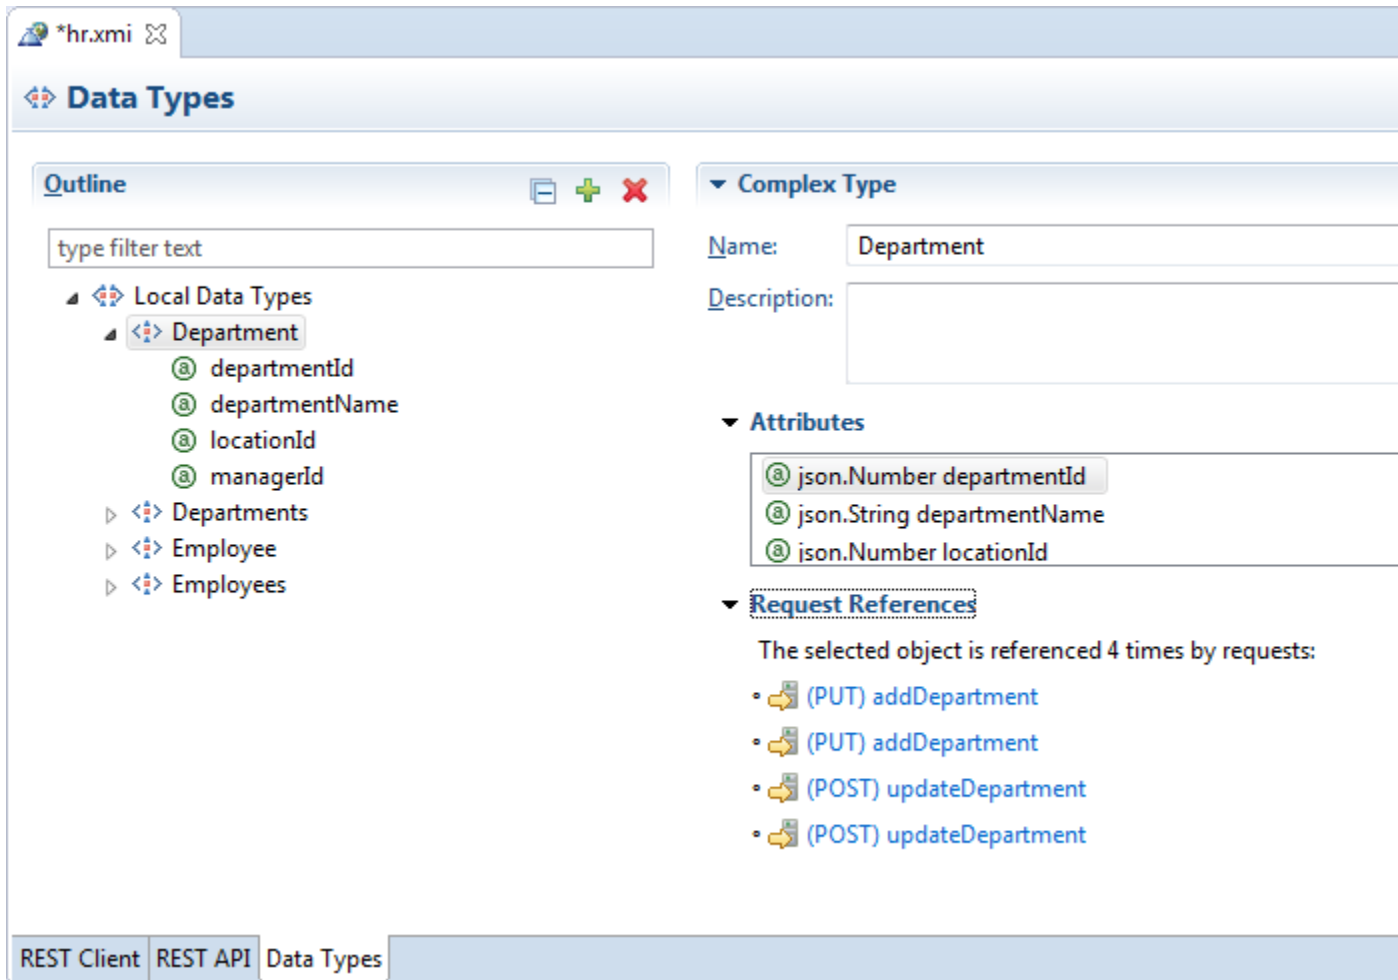 *hr.xmi
Data Types
Outline
type filter text
Local Data Types
Department
departmentId
departmentName
locationId
managerId
Departments
Employee
Employees
Complex Type
Name: Department
Description:
Attributes
json.Number departmentId
json.String departmentName
json.Number locationId
Request References
The selected object is referenced 4 times by requests:
(PUT) addDepartment
(PUT) addDepartment
(POST) updateDepartment
(POST) updateDepartment
REST Client REST API Data Types